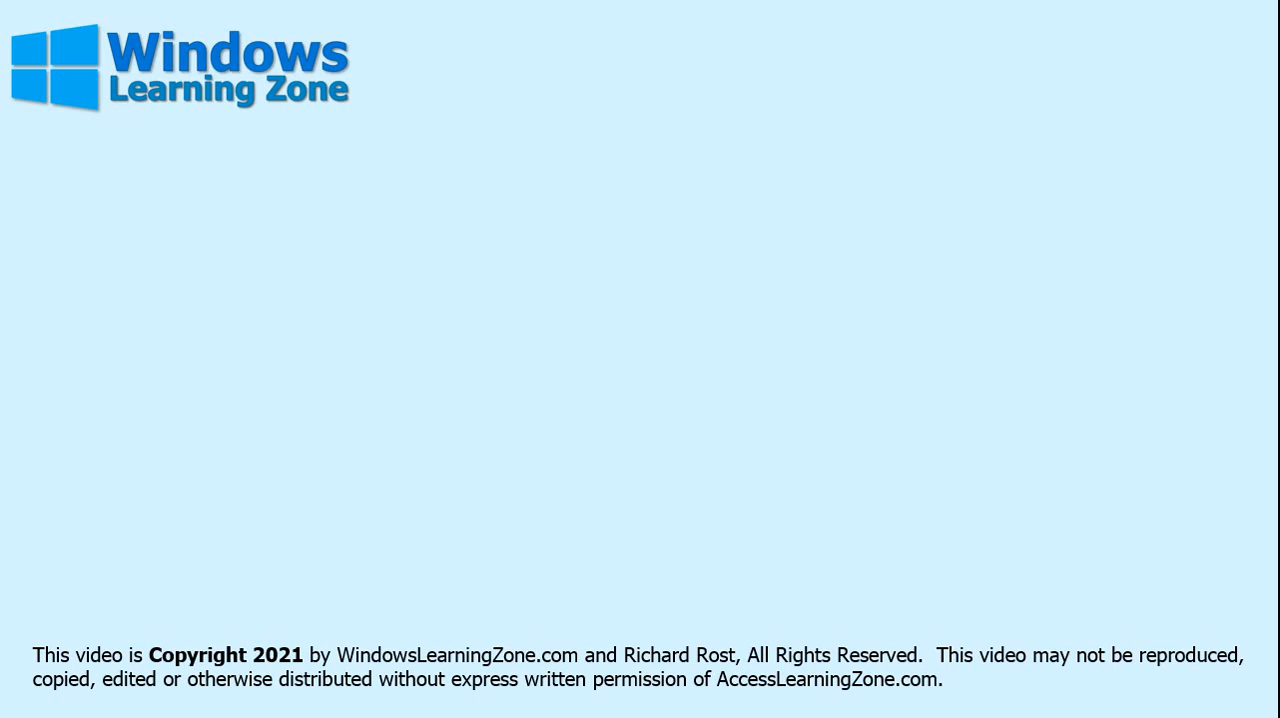 Windows
Learning Zone
This video is Copyright 2021 by WindowsLearningZone.com and Richard Rost, All Rights Reserved.  This video may not be reproduced,
copied, edited or otherwise distributed without express written permission of AccessLearningZone.com.